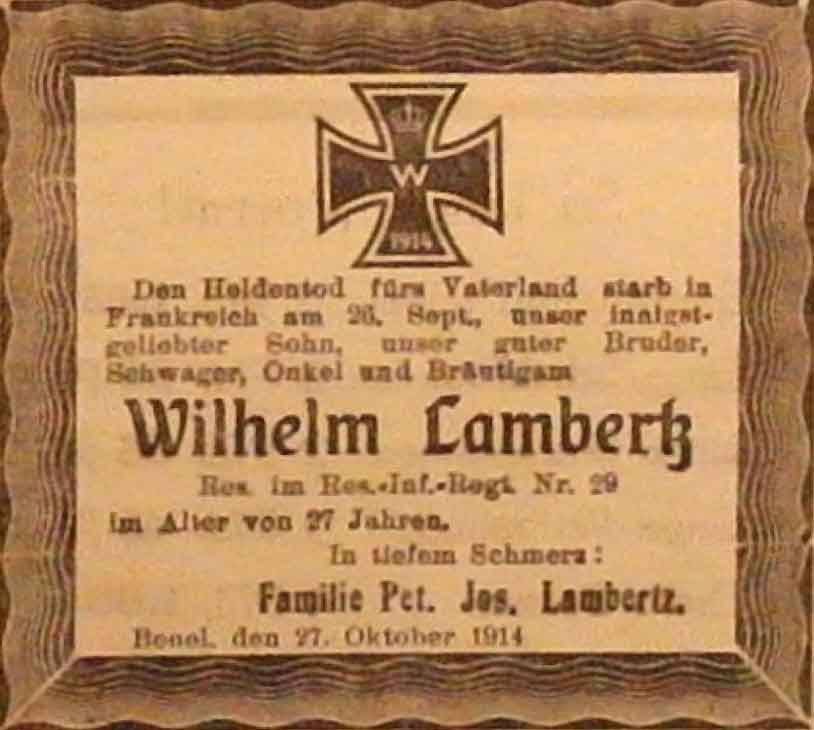 W
1914
Den Heldentod fürs Vaterland starb in
Frankreich am 26. Sept., unser innigst-
geliebter Sohn, unser guter Bruder,
Schwager, Onkel und Bräutigam
Wilhelm Lambertz
Res. im Res.-Inf.-Regt. Nr. 29
im Alter von 27 Jahren.
In tiefem Schmerz:
Familie Pet. Jos. Lambertz.
Beuel, den 27. Oktober 1914